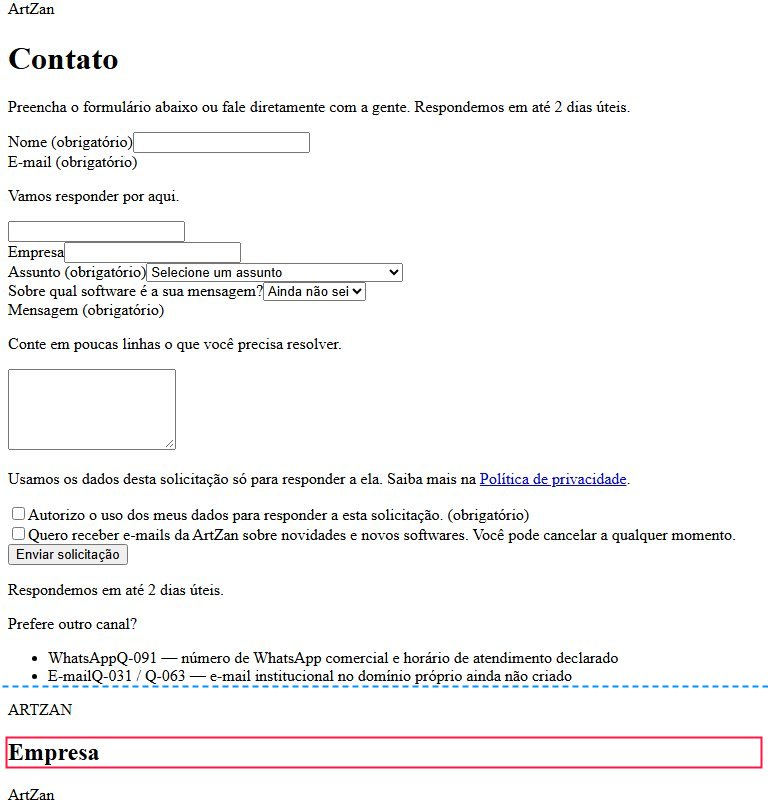 ArtZan
Contato
Preencha o formulário abaixo ou fale diretamente com a gente. Respondemos em até 2 dias úteis.
Nome (obrigatório)
E-mail (obrigatório)
Vamos responder por aqui.
Empresa
Assunto (obrigatório) Selecione um assunto
Sobre qual software é a sua mensagem? Ainda não sei
Mensagem (obrigatório)
Conte em poucas linhas o que você precisa resolver.
Usamos os dados desta solicitação só para responder a ela. Saiba mais na Política de privacidade.
Autorizo o uso dos meus dados para responder a esta solicitação. (obrigatório)
Quero receber e-mails da ArtZan sobre novidades e novos softwares. Você pode cancelar a qualquer momento.
Enviar solicitação
Respondemos em até 2 dias úteis.
Prefere outro canal?
WhatsAppQ-091 — número de WhatsApp comercial e horário de atendimento declarado
E-mailQ-031 / Q-063 — e-mail institucional no domínio próprio ainda não criado
ARTZAN
Empresa
ArtZan